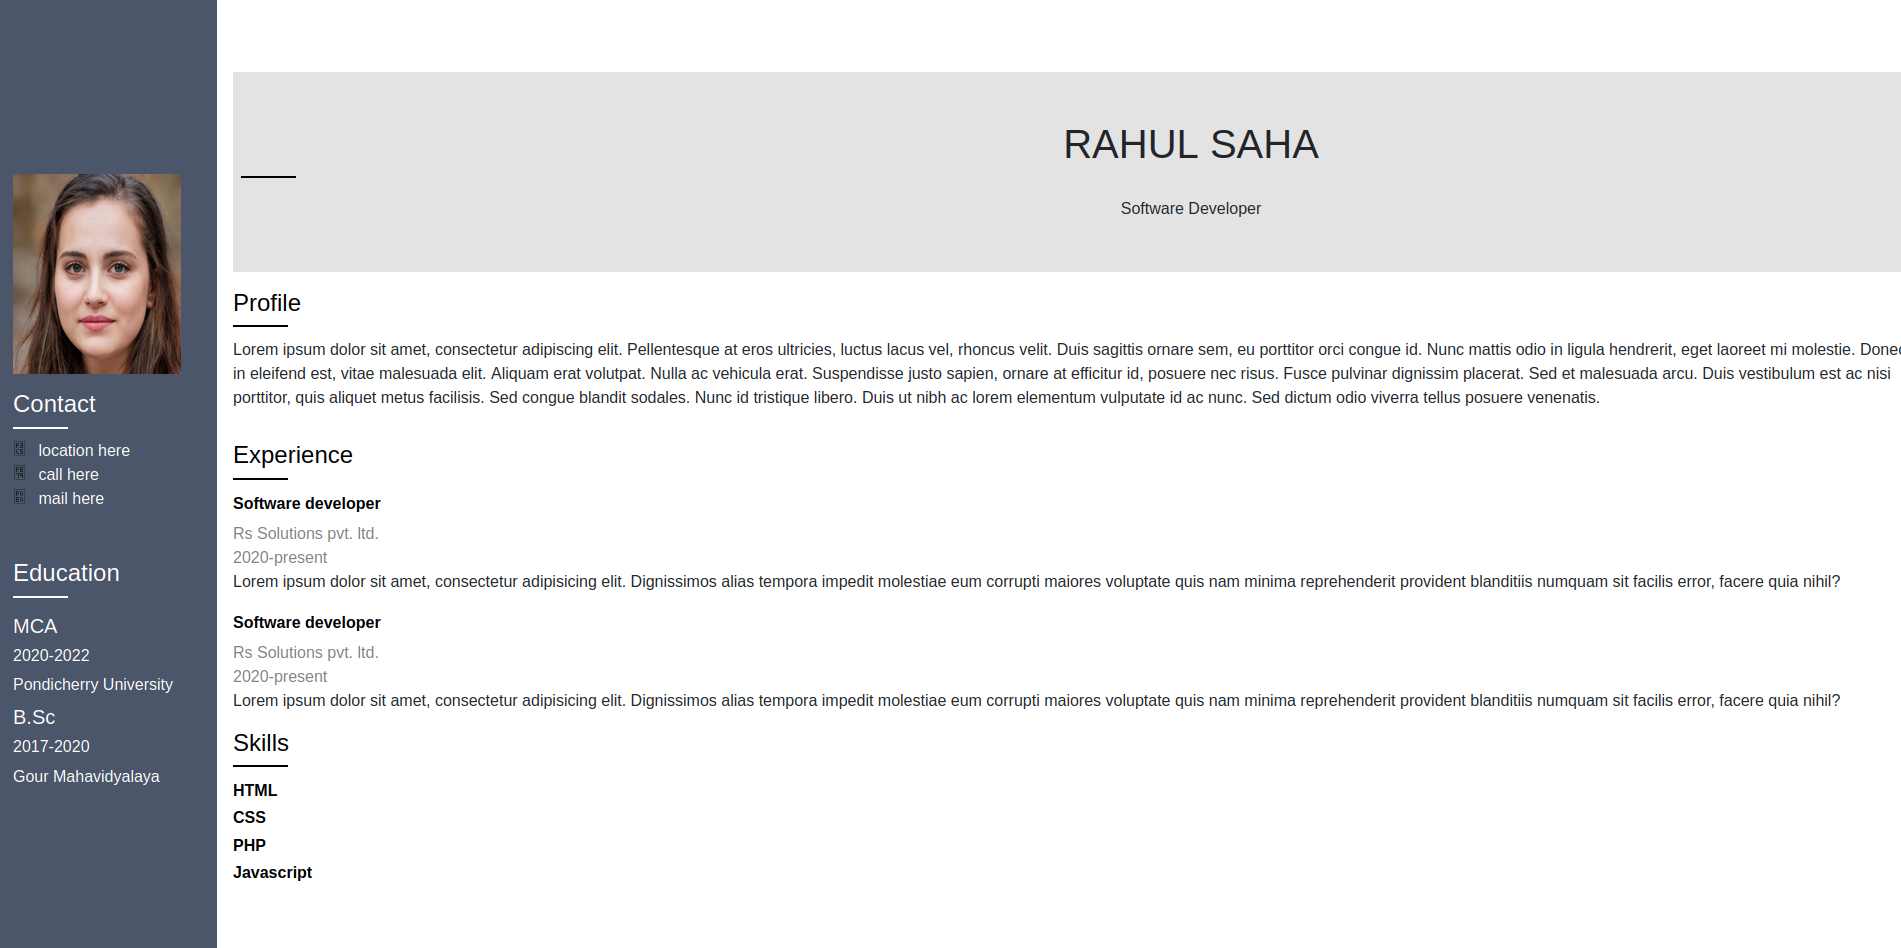 RAHUL SAHA
Software Developer
Contact
location here
call here
mail here
Education
MCA
2020-2022
Pondicherry University
B.Sc
2017-2020
Gour Mahavidyalaya
Profile
Lorem ipsum dolor sit amet, consectetur adipiscing elit. Pellentesque at eros ultricies, luctus lacus vel, rhoncus velit. Duis sagittis ornare sem, eu porttitor orci congue id. Nunc mattis odio in ligula hendrerit, eget laoreet mi molestie. Donec
in eleifend est, vitae malesuada elit. Aliquam erat volutpat. Nulla ac vehicula erat. Suspendisse justo sapien, ornare at efficitur id, posuere nec risus. Fusce pulvinar dignissim placerat. Sed et malesuada arcu. Duis vestibulum est ac nisi
porttitor, quis aliquet metus facilisis. Sed congue blandit sodales. Nunc id tristique libero. Duis ut nibh ac lorem elementum vulputate id ac nunc. Sed dictum odio viverra tellus posuere venenatis.
Experience
Software developer
Rs Solutions pvt. ltd.
2020-present
Lorem ipsum dolor sit amet, consectetur adipisicing elit. Dignissimos alias tempora impedit molestiae eum corrupti maiores voluptate quis nam minima reprehenderit provident blanditiis numquam sit facilis error, facere quia nihil?
Software developer
Rs Solutions pvt. ltd.
2020-present
Lorem ipsum dolor sit amet, consectetur adipisicing elit. Dignissimos alias tempora impedit molestiae eum corrupti maiores voluptate quis nam minima reprehenderit provident blanditiis numquam sit facilis error, facere quia nihil?
Skills
HTML
CSS
PHP
Javascript